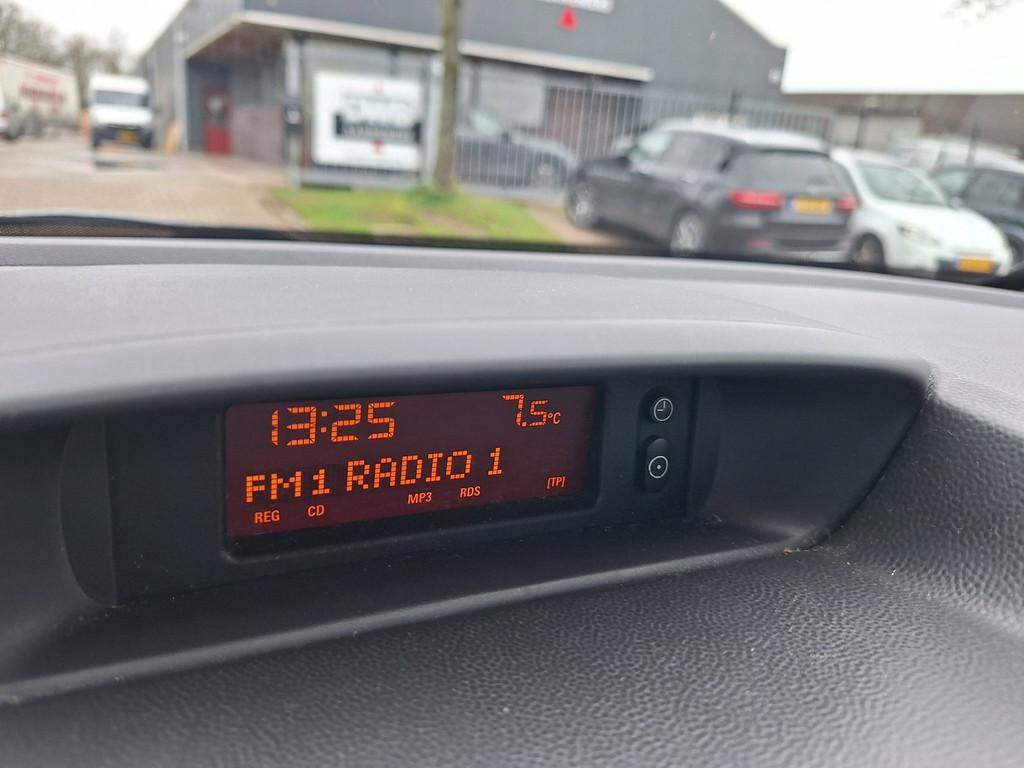 13:25 7.5°C
FM1 RADIO 1
REG CD MP3 RDS [TP]